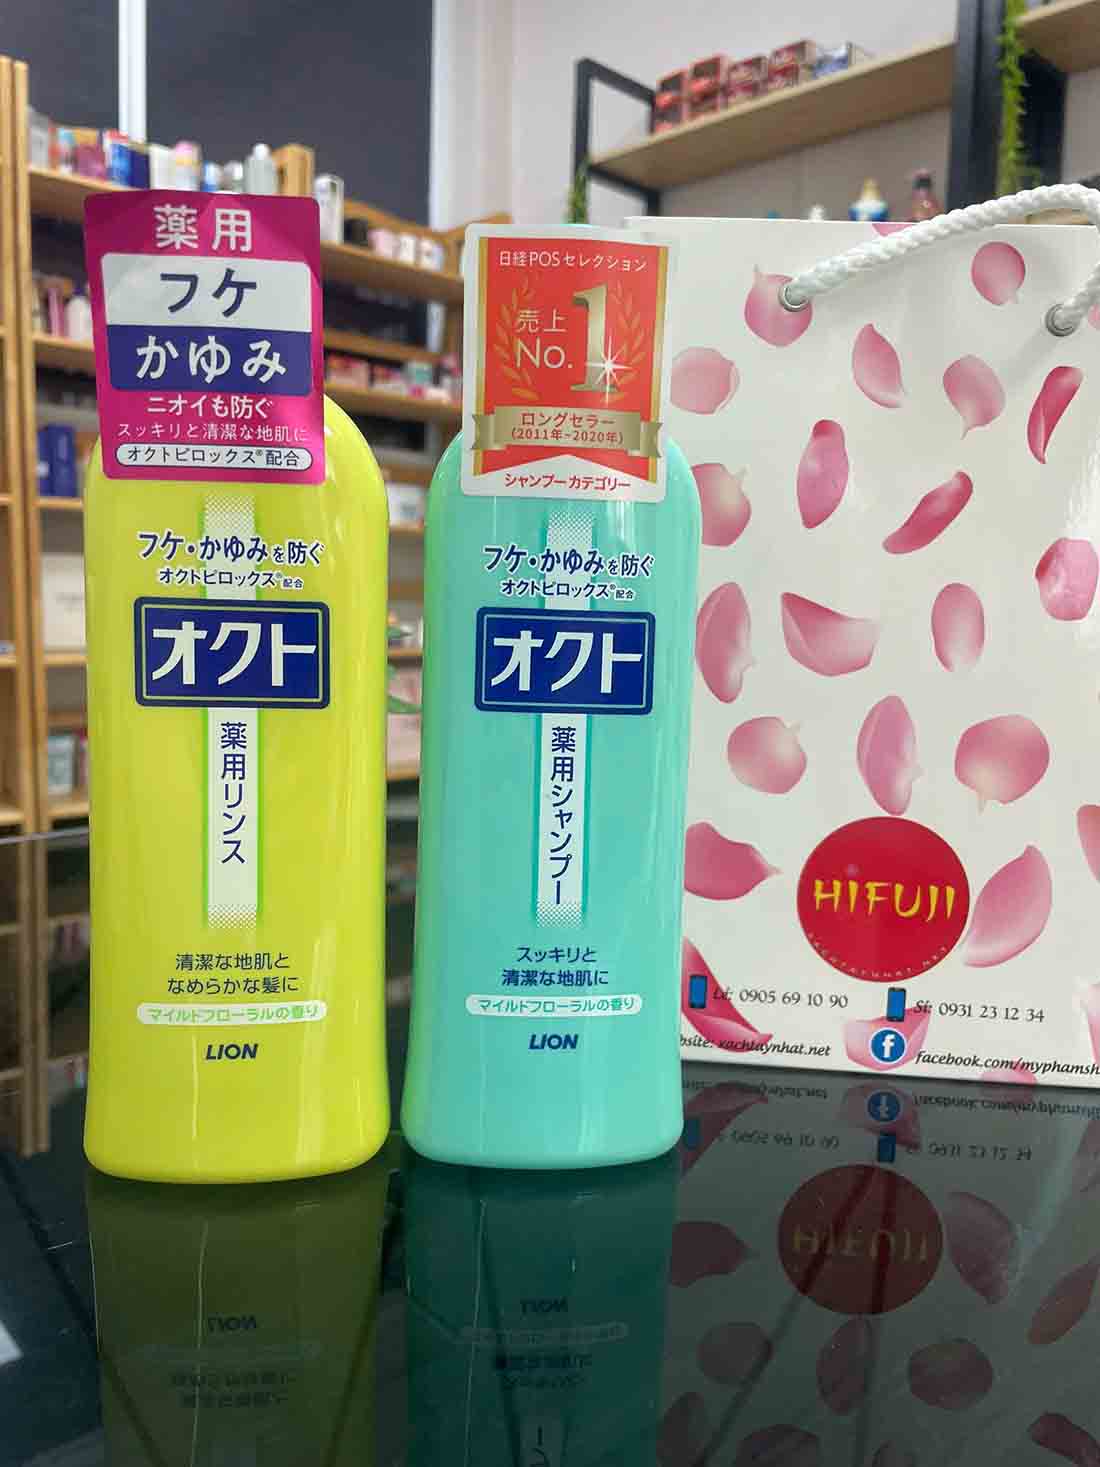 薬用
フケ
かゆみ
ニオイも防ぐ
スッキリと清潔な地肌に
オクトピロックス®配合
フケ・かゆみを防ぐ
オクトピロックス®配合
オクト
薬用リンス
清潔な地肌と
なめらかな髪に
マイルドフローラルの香り
LION
日経POSセレクション
売上
No.1
ロングセラー
(2011年-2020年)
シャンプーカテゴリー
フケ・かゆみを防ぐ
オクトピロックス®配合
オクト
薬用シャンプー
スッキリと
清潔な地肌に
マイルドフローラルの香り
LION
HIFUJI
XACHTAYNHAT.NET
Lẻ: 0905 69 10 90
Sỉ: 0931 23 12 34
bsite: xachtaynhat.net
facebook.com/myphamsh